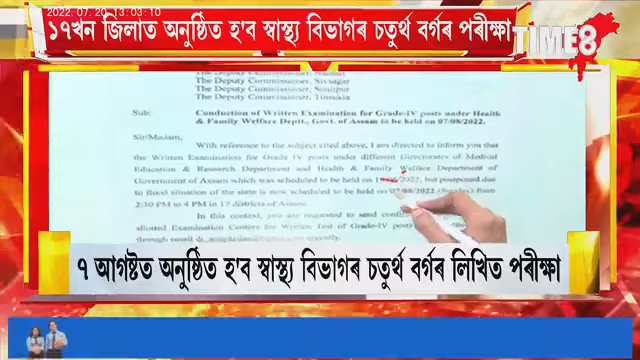 2022. 07. 20 13:03:10
১৭খন জিলাত অনুষ্ঠিত হ'ব স্বাস্থ্য বিভাগৰ চতুৰ্থ বৰ্গৰ পৰীক্ষা
TIME8
The Deputy Commissioner,
The Deputy Commissioner, Sivsagar
The Deputy Commissioner, Sonitpur
The Deputy Commissioner, Tinsukia
Sub: Conduction of Written Examination for Grade-IV posts under Health
& Family Welfare Deptt., Govt. of Assam to be held on 07/08/2022.
Sir/Madam,
With reference to the subject cited above, I am directed to inform you that
the Written Examination for Grade IV posts under different Directorates of Medical
Education & Research Department and Health & Family Welfare Department of
Government of Assam which was scheduled to be held on but postponed due
to flood situation of the state is now scheduled to be held on 07/08/2022 (Sunday) from
2:30 PM to 4 PM in 17 districts of Assam.
In this context, you are requested to send
allotted Examination Centres for Written Test of Grade-IV posts
through email urgently.
৭ আগষ্টত অনুষ্ঠিত হ'ব স্বাস্থ্য বিভাগৰ চতুৰ্থ বৰ্গৰ লিখিত পৰীক্ষা